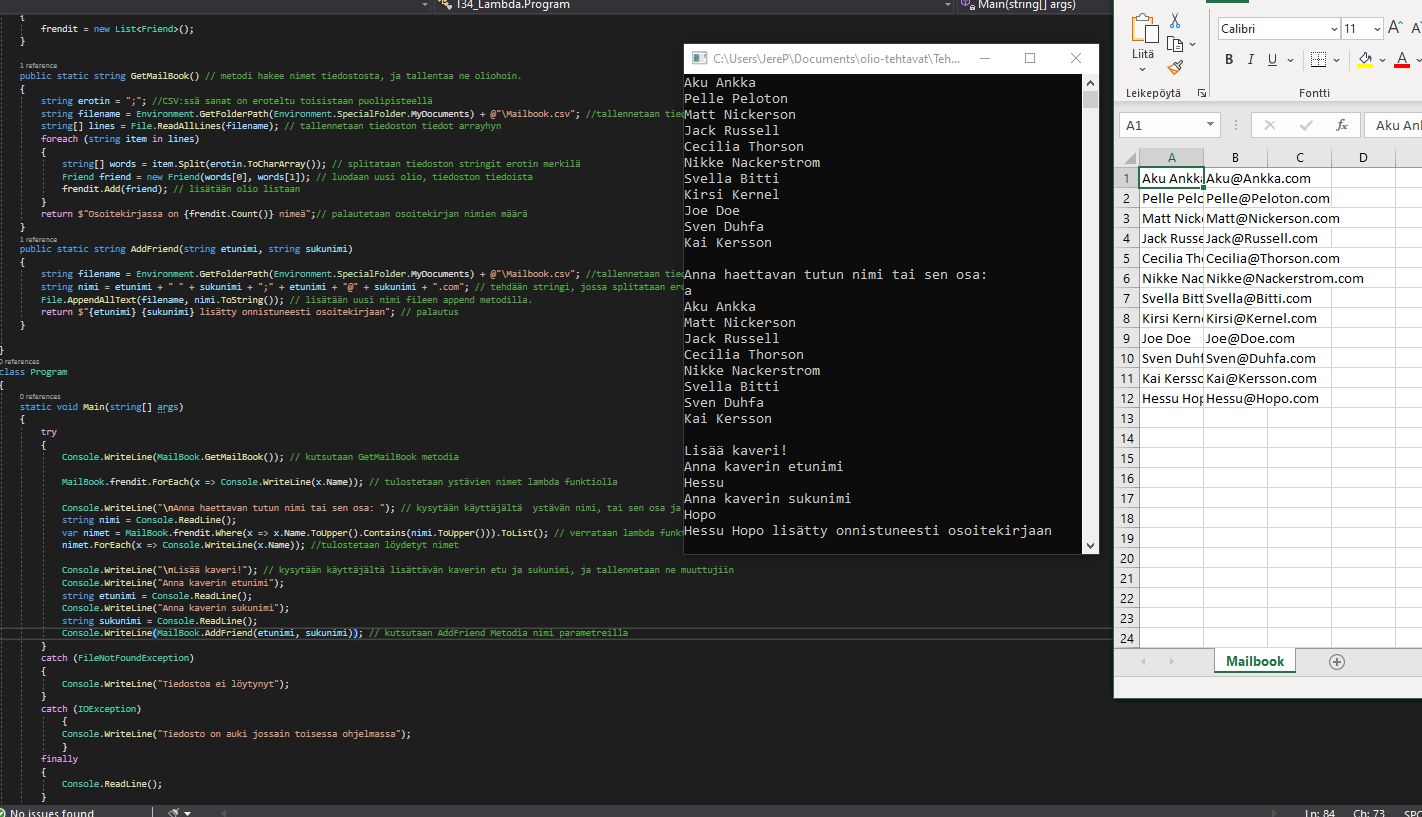 T34_Lambda.Program
Main(string[] args)
{
frendit = new List<Friend>();
}
1 reference
public static string GetMailBook() // metodi hakee nimet tiedostosta, ja tallentaa ne oliohoin.
{
string erotin = ";"; //CSV:ssä sanat on eroteltu toisistaan puolipisteellä
string filename = Environment.GetFolderPath(Environment.SpecialFolder.MyDocuments) + @"\Mailbook.csv"; //tallennetaan tied
string[] lines = File.ReadAllLines(filename); // tallennetaan tiedoston tiedot arrayhyn
foreach (string item in lines)
{
string[] words = item.Split(erotin.ToCharArray()); // splitataan tiedoston stringit erotin merkilä
Friend friend = new Friend(words[0], words[1]); // luodaan uusi olio, tiedoston tiedoista
frendit.Add(friend); // lisätään olio listaan
}
return $"Osoitekirjassa on {frendit.Count()} nimeä";// palautetaan osoitekirjan nimien määrä
}
1 reference
public static string AddFriend(string etunimi, string sukunimi)
{
string filename = Environment.GetFolderPath(Environment.SpecialFolder.MyDocuments) + @"\Mailbook.csv"; //tallennetaan tied
string nimi = etunimi + " " + sukunimi + ";" + etunimi + "@" + sukunimi + ".com"; // tehdään stringi, jossa splitataan ero
File.AppendAllText(filename, nimi.ToString()); // lisätään uusi nimi fileen append metodilla.
return $"{etunimi} {sukunimi} lisätty onnistuneesti osoitekirjaan"; // palautus
}
}
0 references
class Program
{
0 references
static void Main(string[] args)
{
try
{
Console.WriteLine(MailBook.GetMailBook()); // kutsutaan GetMailBook metodia
MailBook.frendit.ForEach(x => Console.WriteLine(x.Name)); // tulostetaan ystävien nimet lambda funktiolla
Console.WriteLine("\nAnna haettavan tutun nimi tai sen osa: "); // kysytään käyttäjältä ystävän nimi, tai sen osa ja
string nimi = Console.ReadLine();
var nimet = MailBook.frendit.Where(x => x.Name.ToUpper().Contains(nimi.ToUpper())).ToList(); // verrataan lambda funkt
nimet.ForEach(x => Console.WriteLine(x.Name)); //tulostetaan löydetyt nimet
Console.WriteLine("\nLisää kaveri!"); // kysytään käyttäjältä lisättävän kaverin etu ja sukunimi, ja tallennetaan ne muuttujiin
Console.WriteLine("Anna kaverin etunimi");
string etunimi = Console.ReadLine();
Console.WriteLine("Anna kaverin sukunimi");
string sukunimi = Console.ReadLine();
Console.WriteLine(MailBook.AddFriend(etunimi, sukunimi)); // kutsutaan AddFriend Metodia nimi parametreilla
}
catch (FileNotFoundException)
{
Console.WriteLine("Tiedostoa ei löytynyt");
}
catch (IOException)
{
Console.WriteLine("Tiedosto on auki jossain toisessa ohjelmassa");
}
finally
{
Console.ReadLine();
}
No issues found
Ln: 84 Ch: 73 SPC
C:\Users\JereP\Documents\olio-tehtavat\Teh...
Aku Ankka
Pelle Peloton
Matt Nickerson
Jack Russell
Cecilia Thorson
Nikke Nackerstrom
Svella Bitti
Kirsi Kernel
Joe Doe
Sven Duhfa
Kai Kersson
Anna haettavan tutun nimi tai sen osa:
a
Aku Ankka
Matt Nickerson
Jack Russell
Cecilia Thorson
Nikke Nackerstrom
Svella Bitti
Sven Duhfa
Kai Kersson
Lisää kaveri!
Anna kaverin etunimi
Hessu
Anna kaverin sukunimi
Hopo
Hessu Hopo lisätty onnistuneesti osoitekirjaan
Liitä
Calibri 11 A A
B I U A
Leikepöytä Fontti
A1 fx Aku Ank
A B C D
1 Aku Ankka Aku@Ankka.com
2 Pelle Pelo Pelle@Peloton.com
3 Matt Nick Matt@Nickerson.com
4 Jack Russe Jack@Russell.com
5 Cecilia Tho Cecilia@Thorson.com
6 Nikke Nac Nikke@Nackerstrom.com
7 Svella Bitt Svella@Bitti.com
8 Kirsi Kerne Kirsi@Kernel.com
9 Joe Doe Joe@Doe.com
10 Sven Duhf Sven@Duhfa.com
11 Kai Kersso Kai@Kersson.com
12 Hessu Hop Hessu@Hopo.com
13
14
15
16
17
18
19
20
21
22
23
24
Mailbook